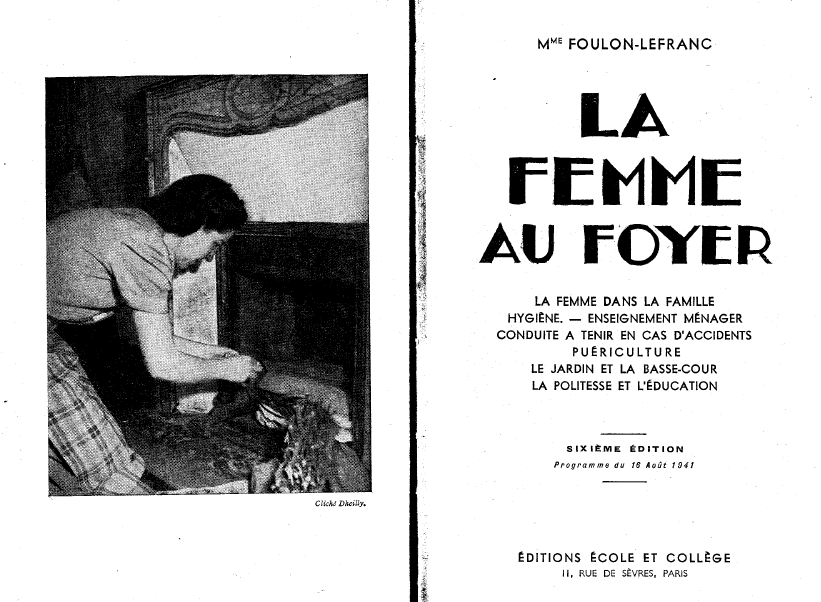 Cliché Dheilly.
MME FOULON-LEFRANC
LA
FEMME
AU FOYER
LA FEMME DANS LA FAMILLE
HYGIÈNE. — ENSEIGNEMENT MÉNAGER
CONDUITE A TENIR EN CAS D'ACCIDENTS
PUÉRICULTURE
LE JARDIN ET LA BASSE-COUR
LA POLITESSE ET L'ÉDUCATION
SIXIÈME ÉDITION
Programme du 16 Août 1941
ÉDITIONS ÉCOLE ET COLLÈGE
11, RUE DE SÈVRES, PARIS